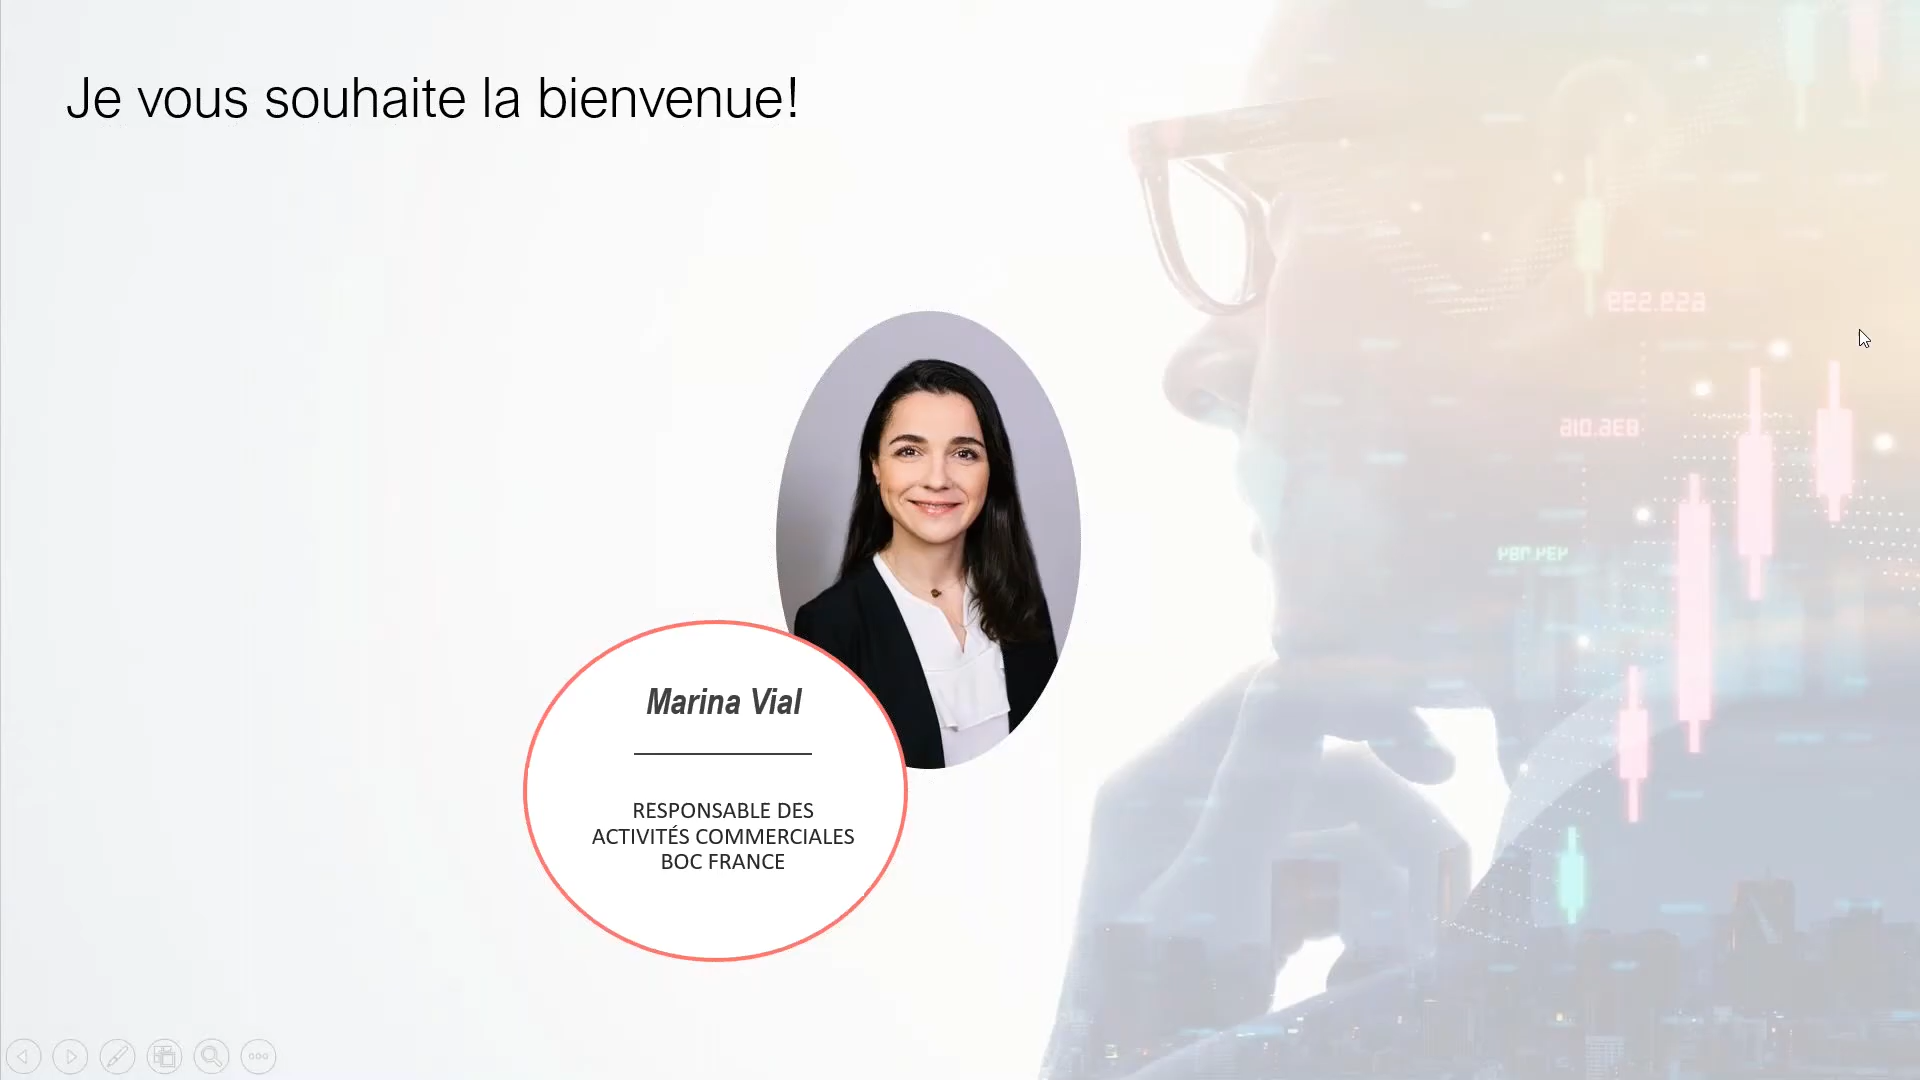 Je vous souhaite la bienvenue!
Marina Vial
RESPONSABLE DES
ACTIVITÉS COMMERCIALES
BOC FRANCE